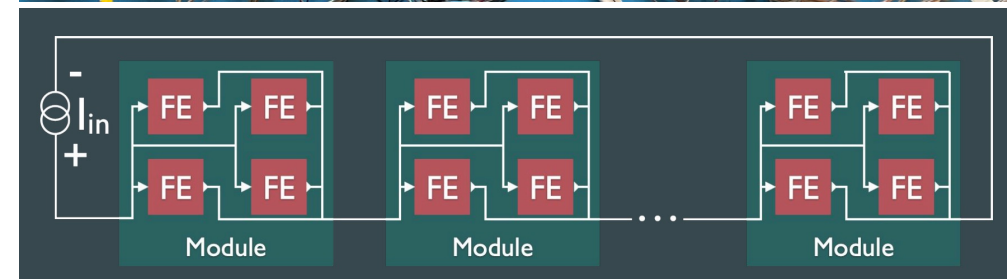 -
I in
+
FE FE FE FE FE FE
FE FE FE FE ... FE FE
Module Module Module